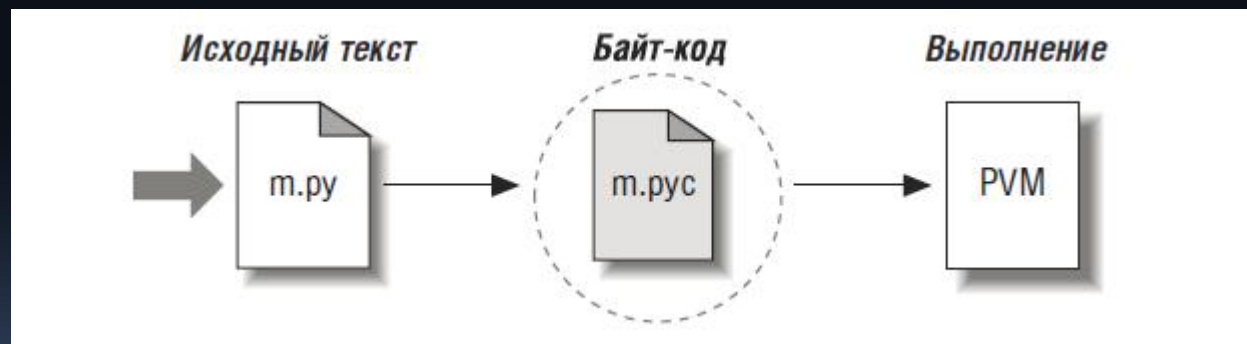 Исходный текст
Байт-код
Выполнение
m.py
m.pyc
PVM